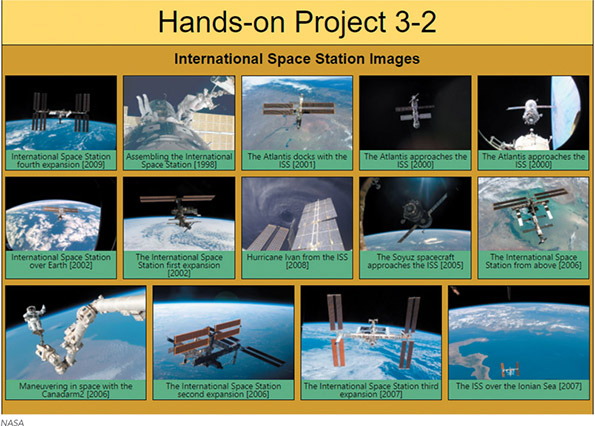 Hands-on Project 3-2
International Space Station Images
International Space Station
fourth expansion [2009]
Assembling the International
Space Station [1998]
The Atlantis docks with the
ISS [2001]
The Atlantis approaches the
ISS [2000]
The Atlantis approaches the
ISS [2000]
International Space Station
over Earth [2002]
The International Space
Station first expansion
[2002]
Hurricane Ivan from the ISS
[2008]
The Soyuz spacecraft
approaches the ISS [2005]
The International Space
Station from above [2006]
Maneuvering in space with the
Canadarm2 [2006]
The International Space Station
second expansion [2006]
The International Space Station third
expansion [2007]
The ISS over the Ionian Sea [2007]
NASA